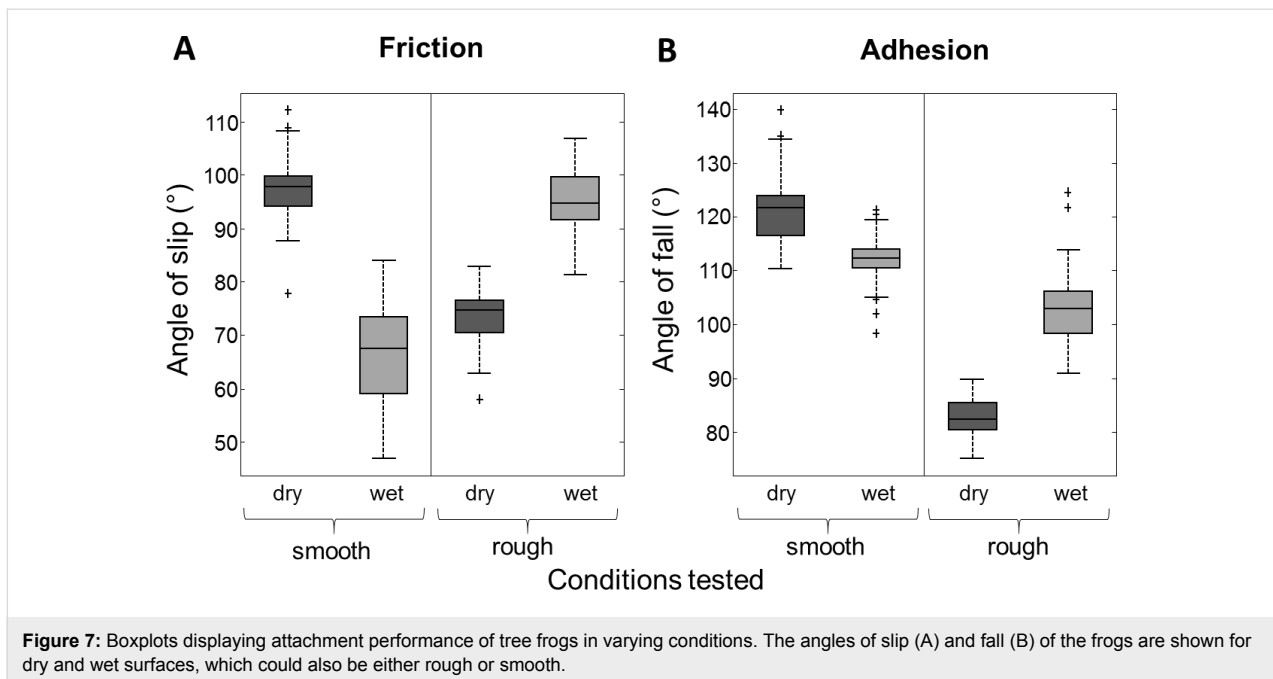 A Friction
Angle of slip (°)
110
100
90
80
70
60
50
dry wet dry wet
smooth rough
B Adhesion
Angle of fall (°)
140
130
120
110
100
90
80
dry wet dry wet
smooth rough
Conditions tested
Figure 7: Boxplots displaying attachment performance of tree frogs in varying conditions. The angles of slip (A) and fall (B) of the frogs are shown for
dry and wet surfaces, which could also be either rough or smooth.